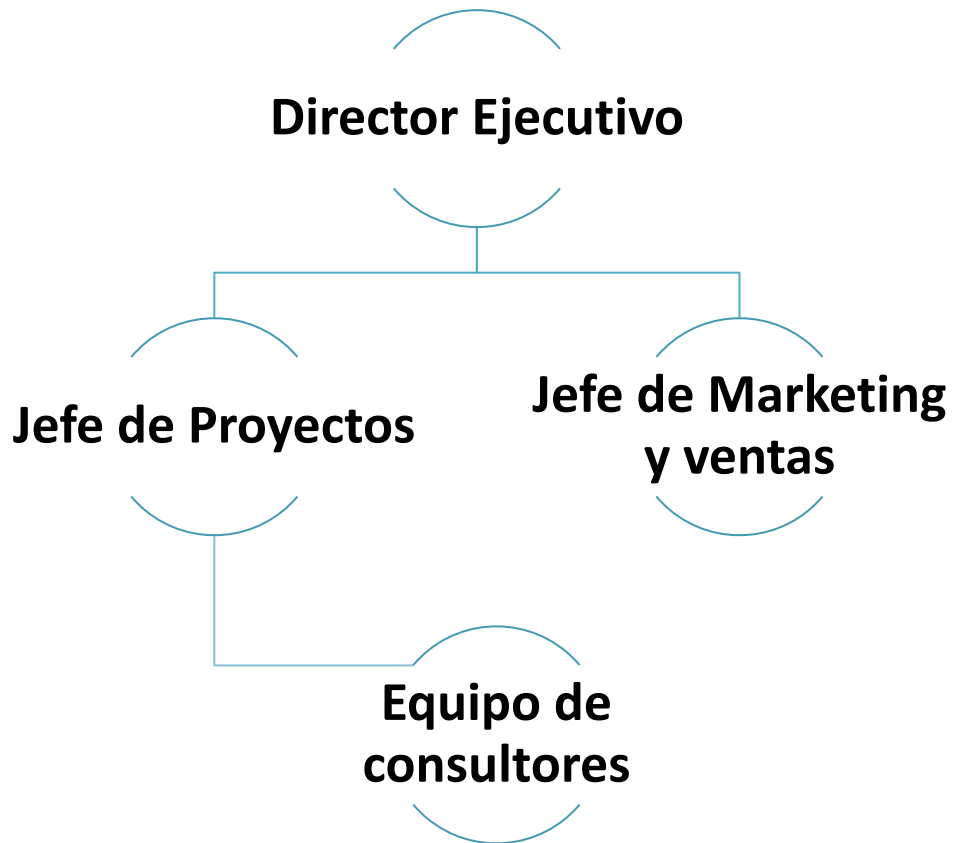 Director Ejecutivo
Jefe de Proyectos
Jefe de Marketing
y ventas
Equipo de
consultores